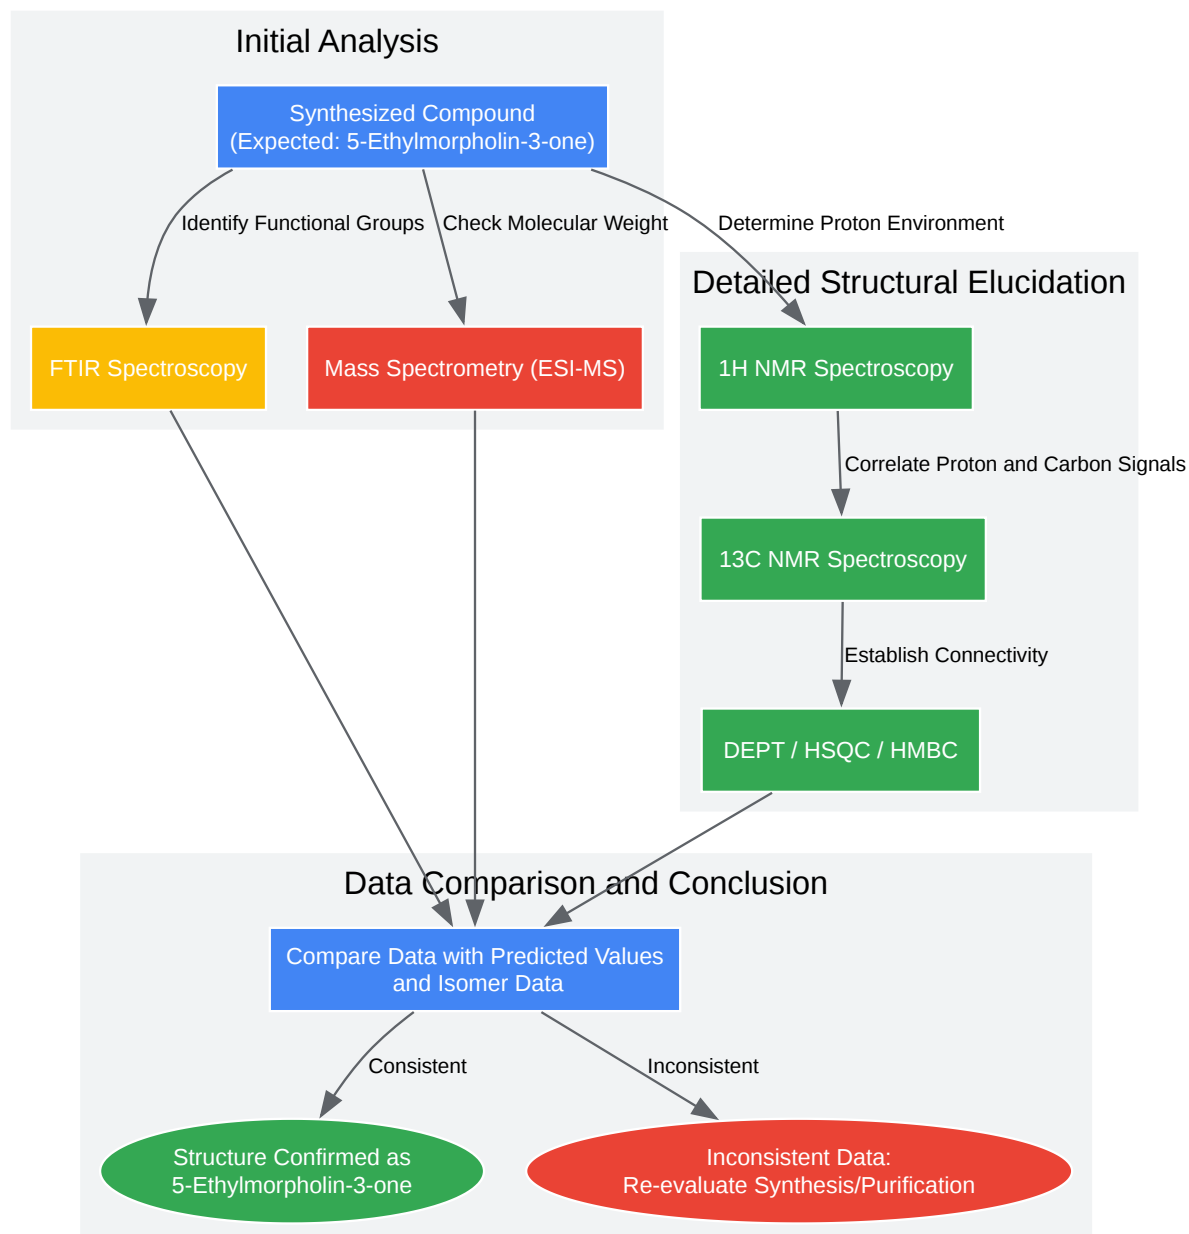 Initial Analysis
Synthesized Compound
(Expected: 5-Ethylmorpholin-3-one)
Identify Functional Groups
Check Molecular Weight
Determine Proton Environment
Detailed Structural Elucidation
FTIR Spectroscopy
Mass Spectrometry (ESI-MS)
1H NMR Spectroscopy
Correlate Proton and Carbon Signals
13C NMR Spectroscopy
Establish Connectivity
DEPT / HSQC / HMBC
Data Comparison and Conclusion
Compare Data with Predicted Values
and Isomer Data
Consistent
Inconsistent
Structure Confirmed as
5-Ethylmorpholin-3-one
Inconsistent Data:
Re-evaluate Synthesis/Purification